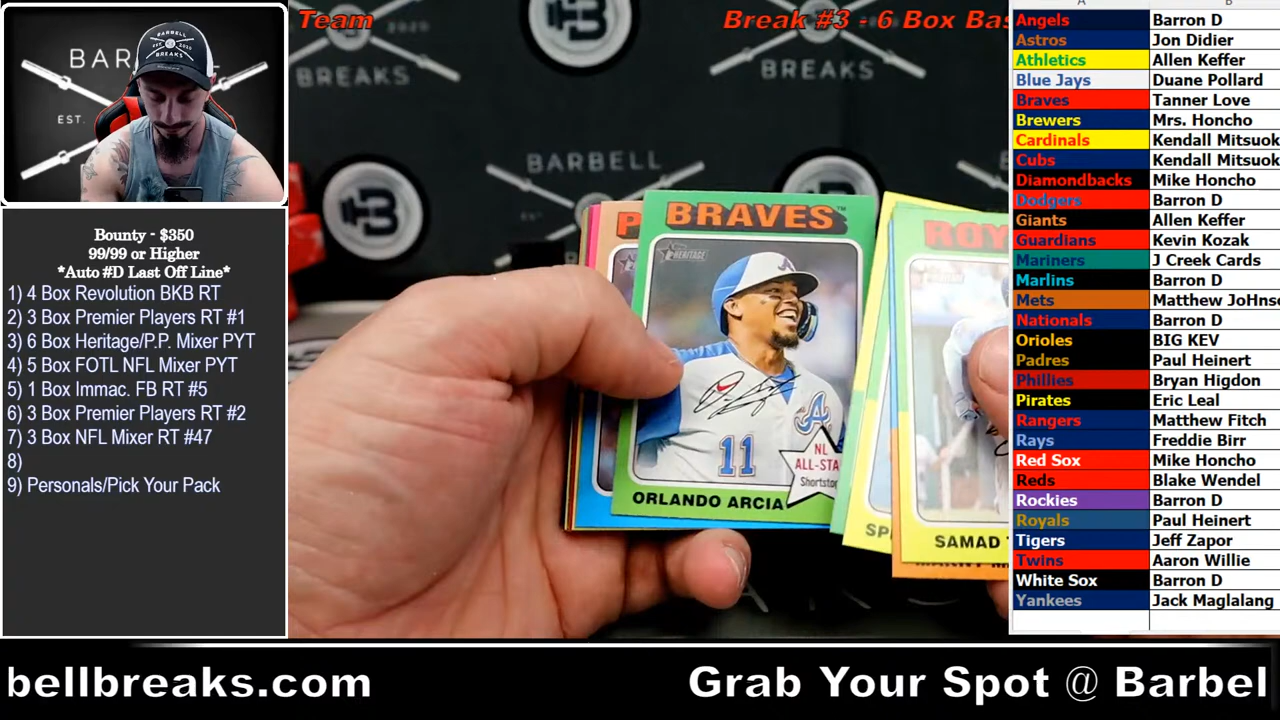 Team
Break #3 - 6 Box Bas
BARBELL
EST.
BREAKS
BREAKS
BARBELL
BREAKS
BARBELL
Bounty - $350
99/99 or Higher
*Auto #D Last Off Line*
1) 4 Box Revolution BKB RT
2) 3 Box Premier Players RT #1
3) 6 Box Heritage/P.P. Mixer PYT
4) 5 Box FOTL NFL Mixer PYT
5) 1 Box Immac. FB RT #5
6) 3 Box Premier Players RT #2
7) 3 Box NFL Mixer RT #47
8)
9) Personals/Pick Your Pack
BRAVES™
Heritage
11
NL
ALL-STA
Shortstop
ORLANDO ARCIA
ROY
SAMAD
A B
Angels Barron D
Astros Jon Didier
Athletics Allen Keffer
Blue Jays Duane Pollard
Braves Tanner Love
Brewers Mrs. Honcho
Cardinals Kendall Mitsuok
Cubs Kendall Mitsuok
Diamondbacks Mike Honcho
Dodgers Barron D
Giants Allen Keffer
Guardians Kevin Kozak
Mariners J Creek Cards
Marlins Barron D
Mets Matthew JoHnso
Nationals Barron D
Orioles BIG KEV
Padres Paul Heinert
Phillies Bryan Higdon
Pirates Eric Leal
Rangers Matthew Fitch
Rays Freddie Birr
Red Sox Mike Honcho
Reds Blake Wendel
Rockies Barron D
Royals Paul Heinert
Tigers Jeff Zapor
Twins Aaron Willie
White Sox Barron D
Yankees Jack Maglalang
bellbreaks.com
Grab Your Spot @ Barbel